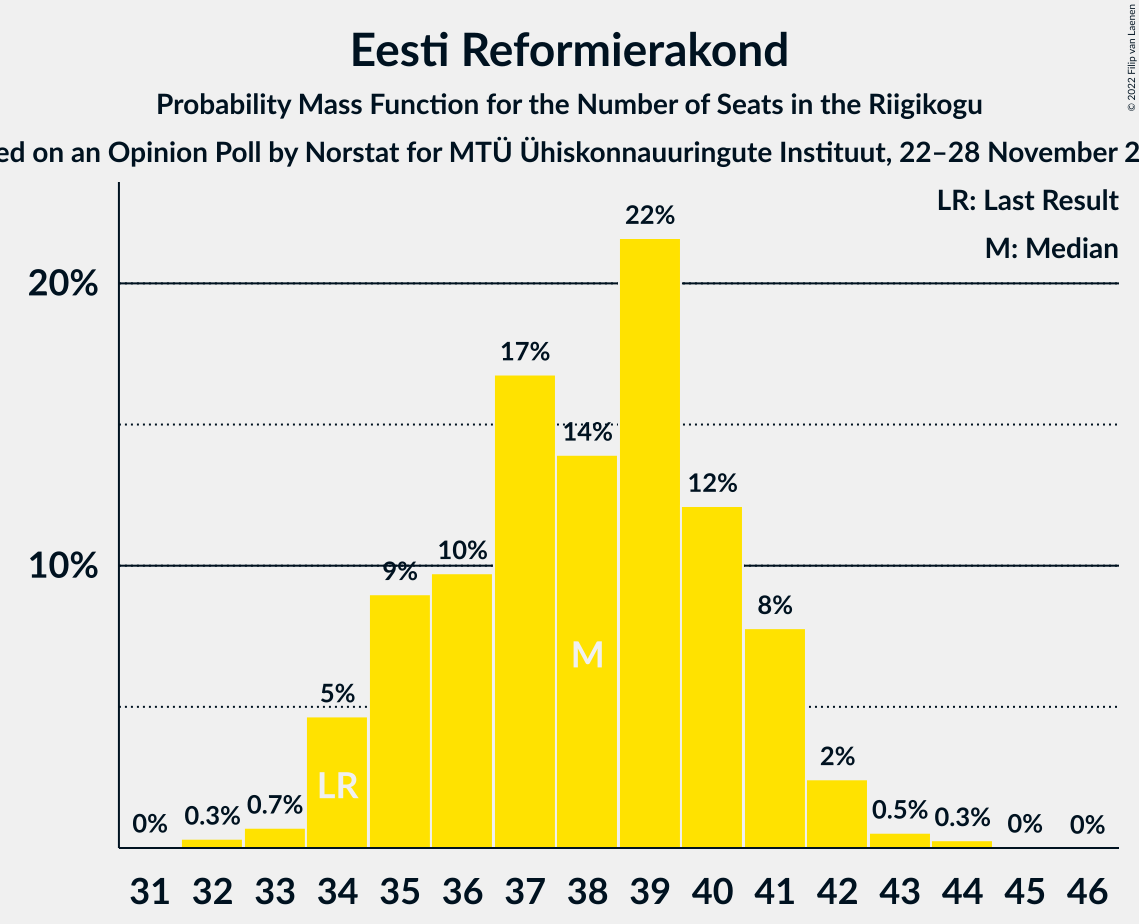 Eesti Reformierakond
Probability Mass Function for the Number of Seats in the Riigikogu
ed on an Opinion Poll by Norstat for MTÜ Ühiskonnauuringute Instituut, 22–28 November 2
© 2022 Filip van Laenen
LR: Last Result
M: Median
22%
20%
17%
14%
12%
10%
10%
9%
8%
M
5%
LR
2%
0%
0.3%
0.7%
0.5%
0.3%
0%
0%
31 32 33 34 35 36 37 38 39 40 41 42 43 44 45 46